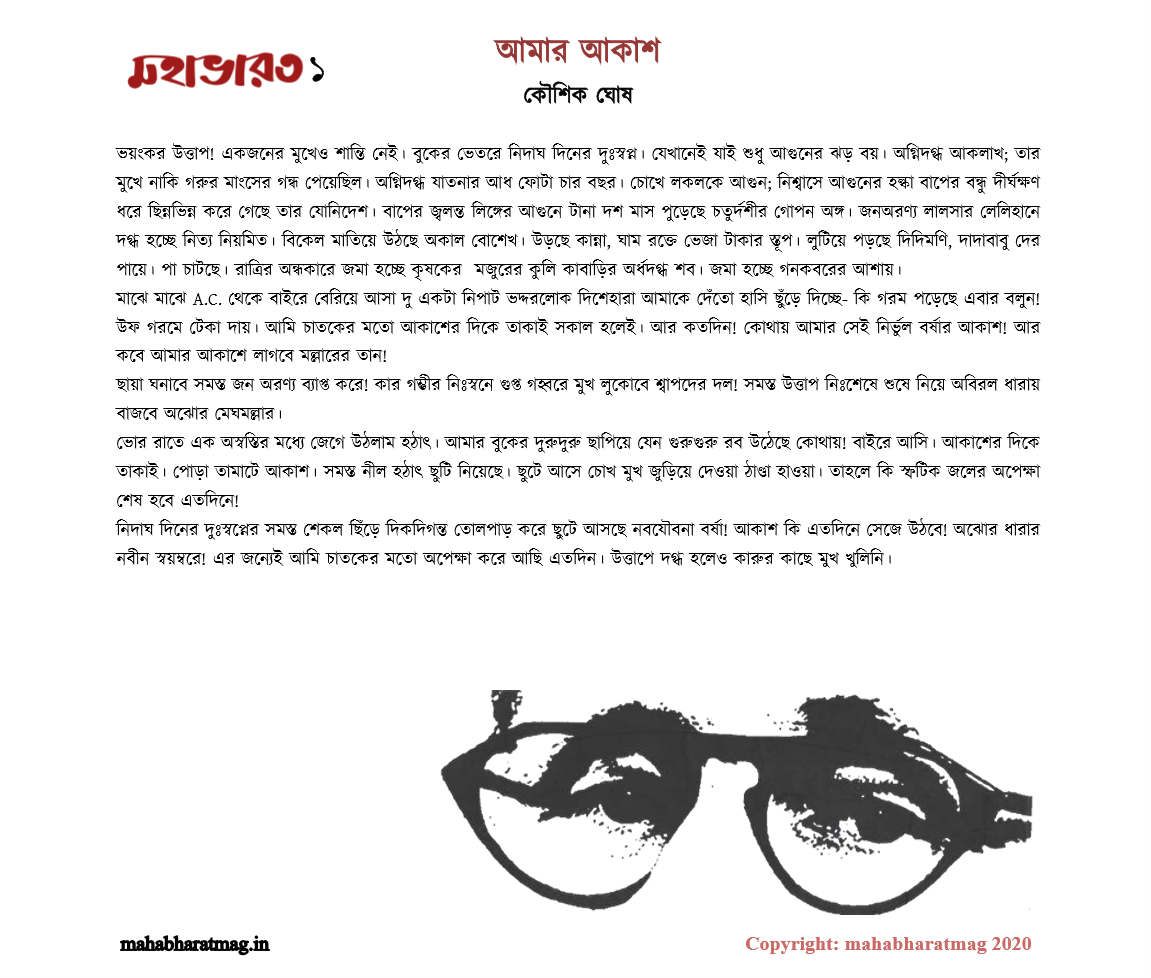 মহাভারত ১
আমার আকাশ
কৌশিক ঘোষ
ভয়ংকর উত্তাপ! একজনের মুখেও শান্তি নেই। বুকের ভেতরে নিদাঘ দিনের দুঃস্বপ্ন। যেখানেই যাই শুধু আগুনের ঝড় বয়। অগ্নিদগ্ধ আকলাখ; তার
মুখে নাকি গরুর মাংসের গন্ধ পেয়েছিল। অগ্নিদগ্ধ যাতনার আধ ফোটা চার বছর। চোখে লকলকে আগুন; নিশ্বাসে আগুনের হল্কা বাপের বন্ধু দীর্ঘক্ষণ
ধরে ছিন্নভিন্ন করে গেছে তার যোনিদেশ। বাপের জ্বলন্ত লিঙ্গের আগুনে টানা দশ মাস পুড়েছে চতুর্দশীর গোপন অঙ্গ। জনঅরণ্য লালসার লেলিহানে
দগ্ধ হচ্ছে নিত্য নিয়মিত। বিকেল মাতিয়ে উঠছে অকাল বোশেখ। উড়ছে কান্না, ঘাম রক্তে ভেজা টাকার স্তূপ। লুটিয়ে পড়ছে দিদিমণি, দাদাবাবু দের
পায়ে। পা চাটছে। রাত্রির অন্ধকারে জমা হচ্ছে কৃষকের মজুরের কুলি কাবাড়ির অর্ধদগ্ধ শব। জমা হচ্ছে গনকবরের আশায়।
মাঝে মাঝে A.C. থেকে বাইরে বেরিয়ে আসা দু একটা নিপাট ভদ্দরলোক দিশেহারা আমাকে দেঁতো হাসি ছুঁড়ে দিচ্ছে- কি গরম পড়েছে এবার বলুন!
উফ গরমে টেকা দায়। আমি চাতকের মতো আকাশের দিকে তাকাই সকাল হলেই। আর কতদিন! কোথায় আমার সেই নির্ভুল বর্ষার আকাশ! আর
কবে আমার আকাশে লাগবে মল্লারের তান!
ছায়া ঘনাবে সমস্ত জন অরণ্য ব্যাপ্ত করে! কার গম্ভীর নিঃস্বনে গুপ্ত গহ্বরে মুখ লুকোবে শ্বাপদের দল! সমস্ত উত্তাপ নিঃশেষে শুষে নিয়ে অবিরল ধারায়
বাজবে অঝোর মেঘমল্লার।
ভোর রাতে এক অস্বস্তির মধ্যে জেগে উঠলাম হঠাৎ। আমার বুকের দুরুদুরু ছাপিয়ে যেন গুরুগুরু রব উঠেছে কোথায়! বাইরে আসি। আকাশের দিকে
তাকাই। পোড়া তামাটে আকাশ। সমস্ত নীল হঠাৎ ছুটি নিয়েছে। ছুটে আসে চোখ মুখ জুড়িয়ে দেওয়া ঠাণ্ডা হাওয়া। তাহলে কি স্ফটিক জলের অপেক্ষা
শেষ হবে এতদিনে!
নিদাঘ দিনের দুঃস্বপ্নের সমস্ত শেকল ছিঁড়ে দিকদিগন্ত তোলপাড় করে ছুটে আসছে নবযৌবনা বর্ষা! আকাশ কি এতদিনে সেজে উঠবে! অঝোর ধারার
নবীন স্বয়ম্বরে! এর জন্যেই আমি চাতকের মতো অপেক্ষা করে আছি এতদিন। উত্তাপে দগ্ধ হলেও কারুর কাছে মুখ খুলিনি।
mahabharatmag.in
Copyright: mahabharatmag 2020